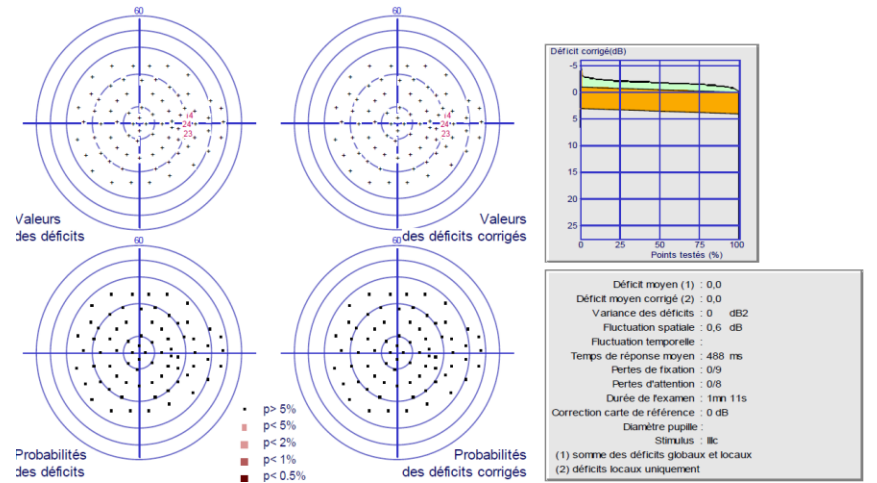 60
60
i4
24
23
i4
24
23
Valeurs
des déficits
Valeurs
des déficits corrigés
60
60
Probabilités
des déficits
Probabilités
des déficits corrigés
p> 5%
p< 5%
p< 2%
p< 1%
p< 0.5%
Déficit corrigé(dB)
-5
0
5
10
15
20
25
0 25 50 75 100
Points testés (%)
Déficit moyen (1) : 0,0
Déficit moyen corrigé (2) : 0,0
Variance des déficits : 0 dB2
Fluctuation spatiale : 0,6 dB
Fluctuation temporelle :
Temps de réponse moyen : 488 ms
Pertes de fixation : 0/9
Pertes d'attention : 0/8
Durée de l'examen : 1mn 11s
Correction carte de référence : 0 dB
Diamètre pupille :
Stimulus : IIIc
(1) somme des déficits globaux et locaux
(2) déficits locaux uniquement